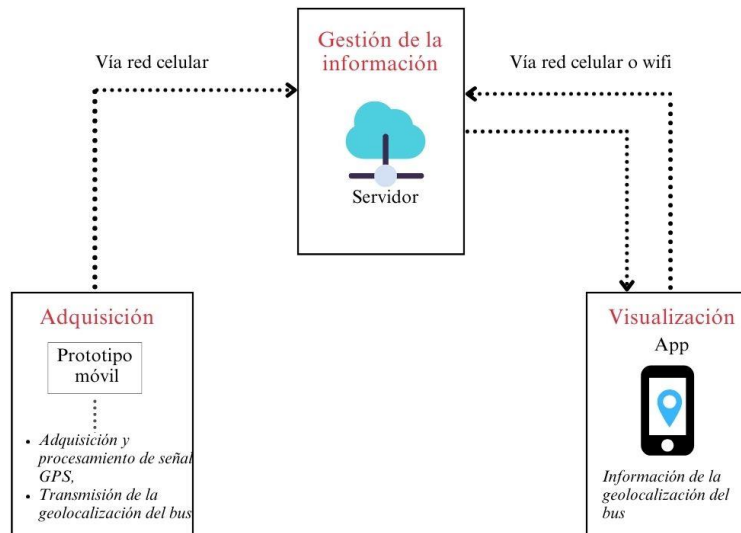 Vía red celular
Gestión de la
información
Servidor
Vía red celular o wifi
Adquisición
Prototipo
móvil
• Adquisición y
procesamiento de señal
GPS,
• Transmisión de la
geolocalización del bus
Visualización
App
Información de la
geolocalización del
bus